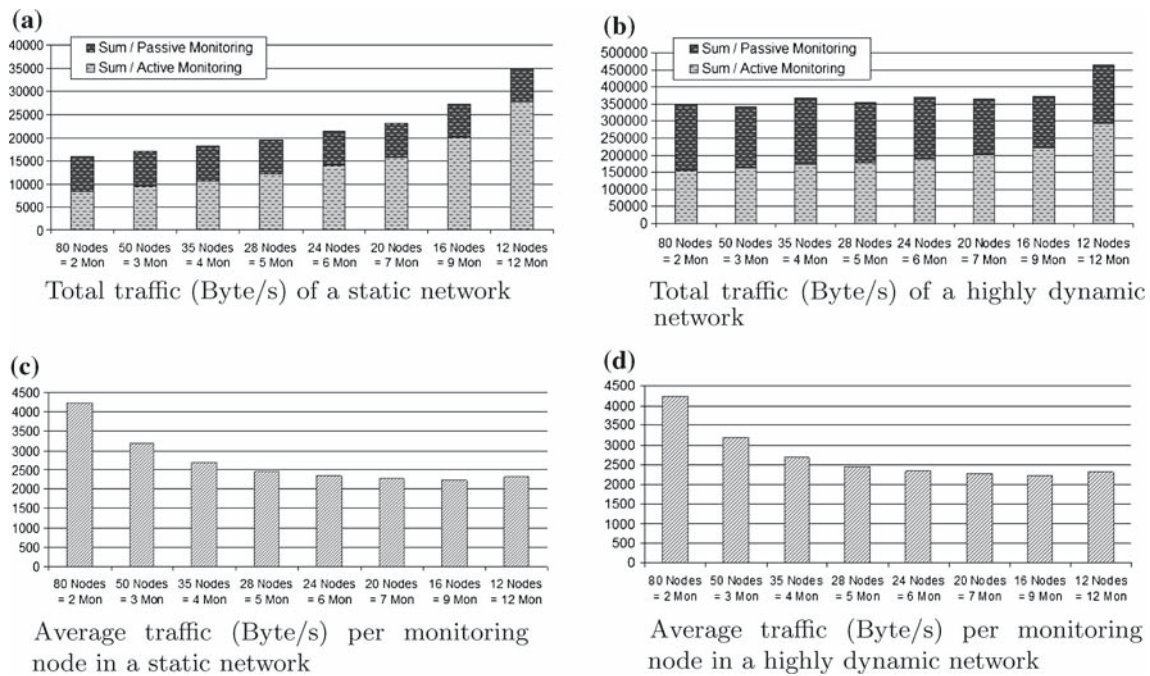 (a)
Sum / Passive Monitoring
Sum / Active Monitoring
40000
35000
30000
25000
20000
15000
10000
5000
0
80 Nodes 50 Nodes 35 Nodes 28 Nodes 24 Nodes 20 Nodes 16 Nodes 12 Nodes
= 2 Mon = 3 Mon = 4 Mon = 5 Mon = 6 Mon = 7 Mon = 9 Mon = 12 Mon
Total traffic (Byte/s) of a static network
(b)
Sum / Passive Monitoring
Sum / Active Monitoring
500000
450000
400000
350000
300000
250000
200000
150000
100000
50000
0
80 Nodes 50 Nodes 35 Nodes 28 Nodes 24 Nodes 20 Nodes 16 Nodes 12 Nodes
= 2 Mon = 3 Mon = 4 Mon = 5 Mon = 6 Mon = 7 Mon = 9 Mon = 12 Mon
Total traffic (Byte/s) of a highly dynamic
network
(c)
4500
4000
3500
3000
2500
2000
1500
1000
500
0
80 Nodes 50 Nodes 35 Nodes 28 Nodes 24 Nodes 20 Nodes 16 Nodes 12 Nodes
= 2 Mon = 3 Mon = 4 Mon = 5 Mon = 6 Mon = 7 Mon = 9 Mon = 12 Mon
Average traffic (Byte/s) per monitoring
node in a static network
(d)
4500
4000
3500
3000
2500
2000
1500
1000
500
0
80 Nodes 50 Nodes 35 Nodes 28 Nodes 24 Nodes 20 Nodes 16 Nodes 12 Nodes
= 2 Mon = 3 Mon = 4 Mon = 5 Mon = 6 Mon = 7 Mon = 9 Mon = 12 Mon
Average traffic (Byte/s) per monitoring
node in a highly dynamic network